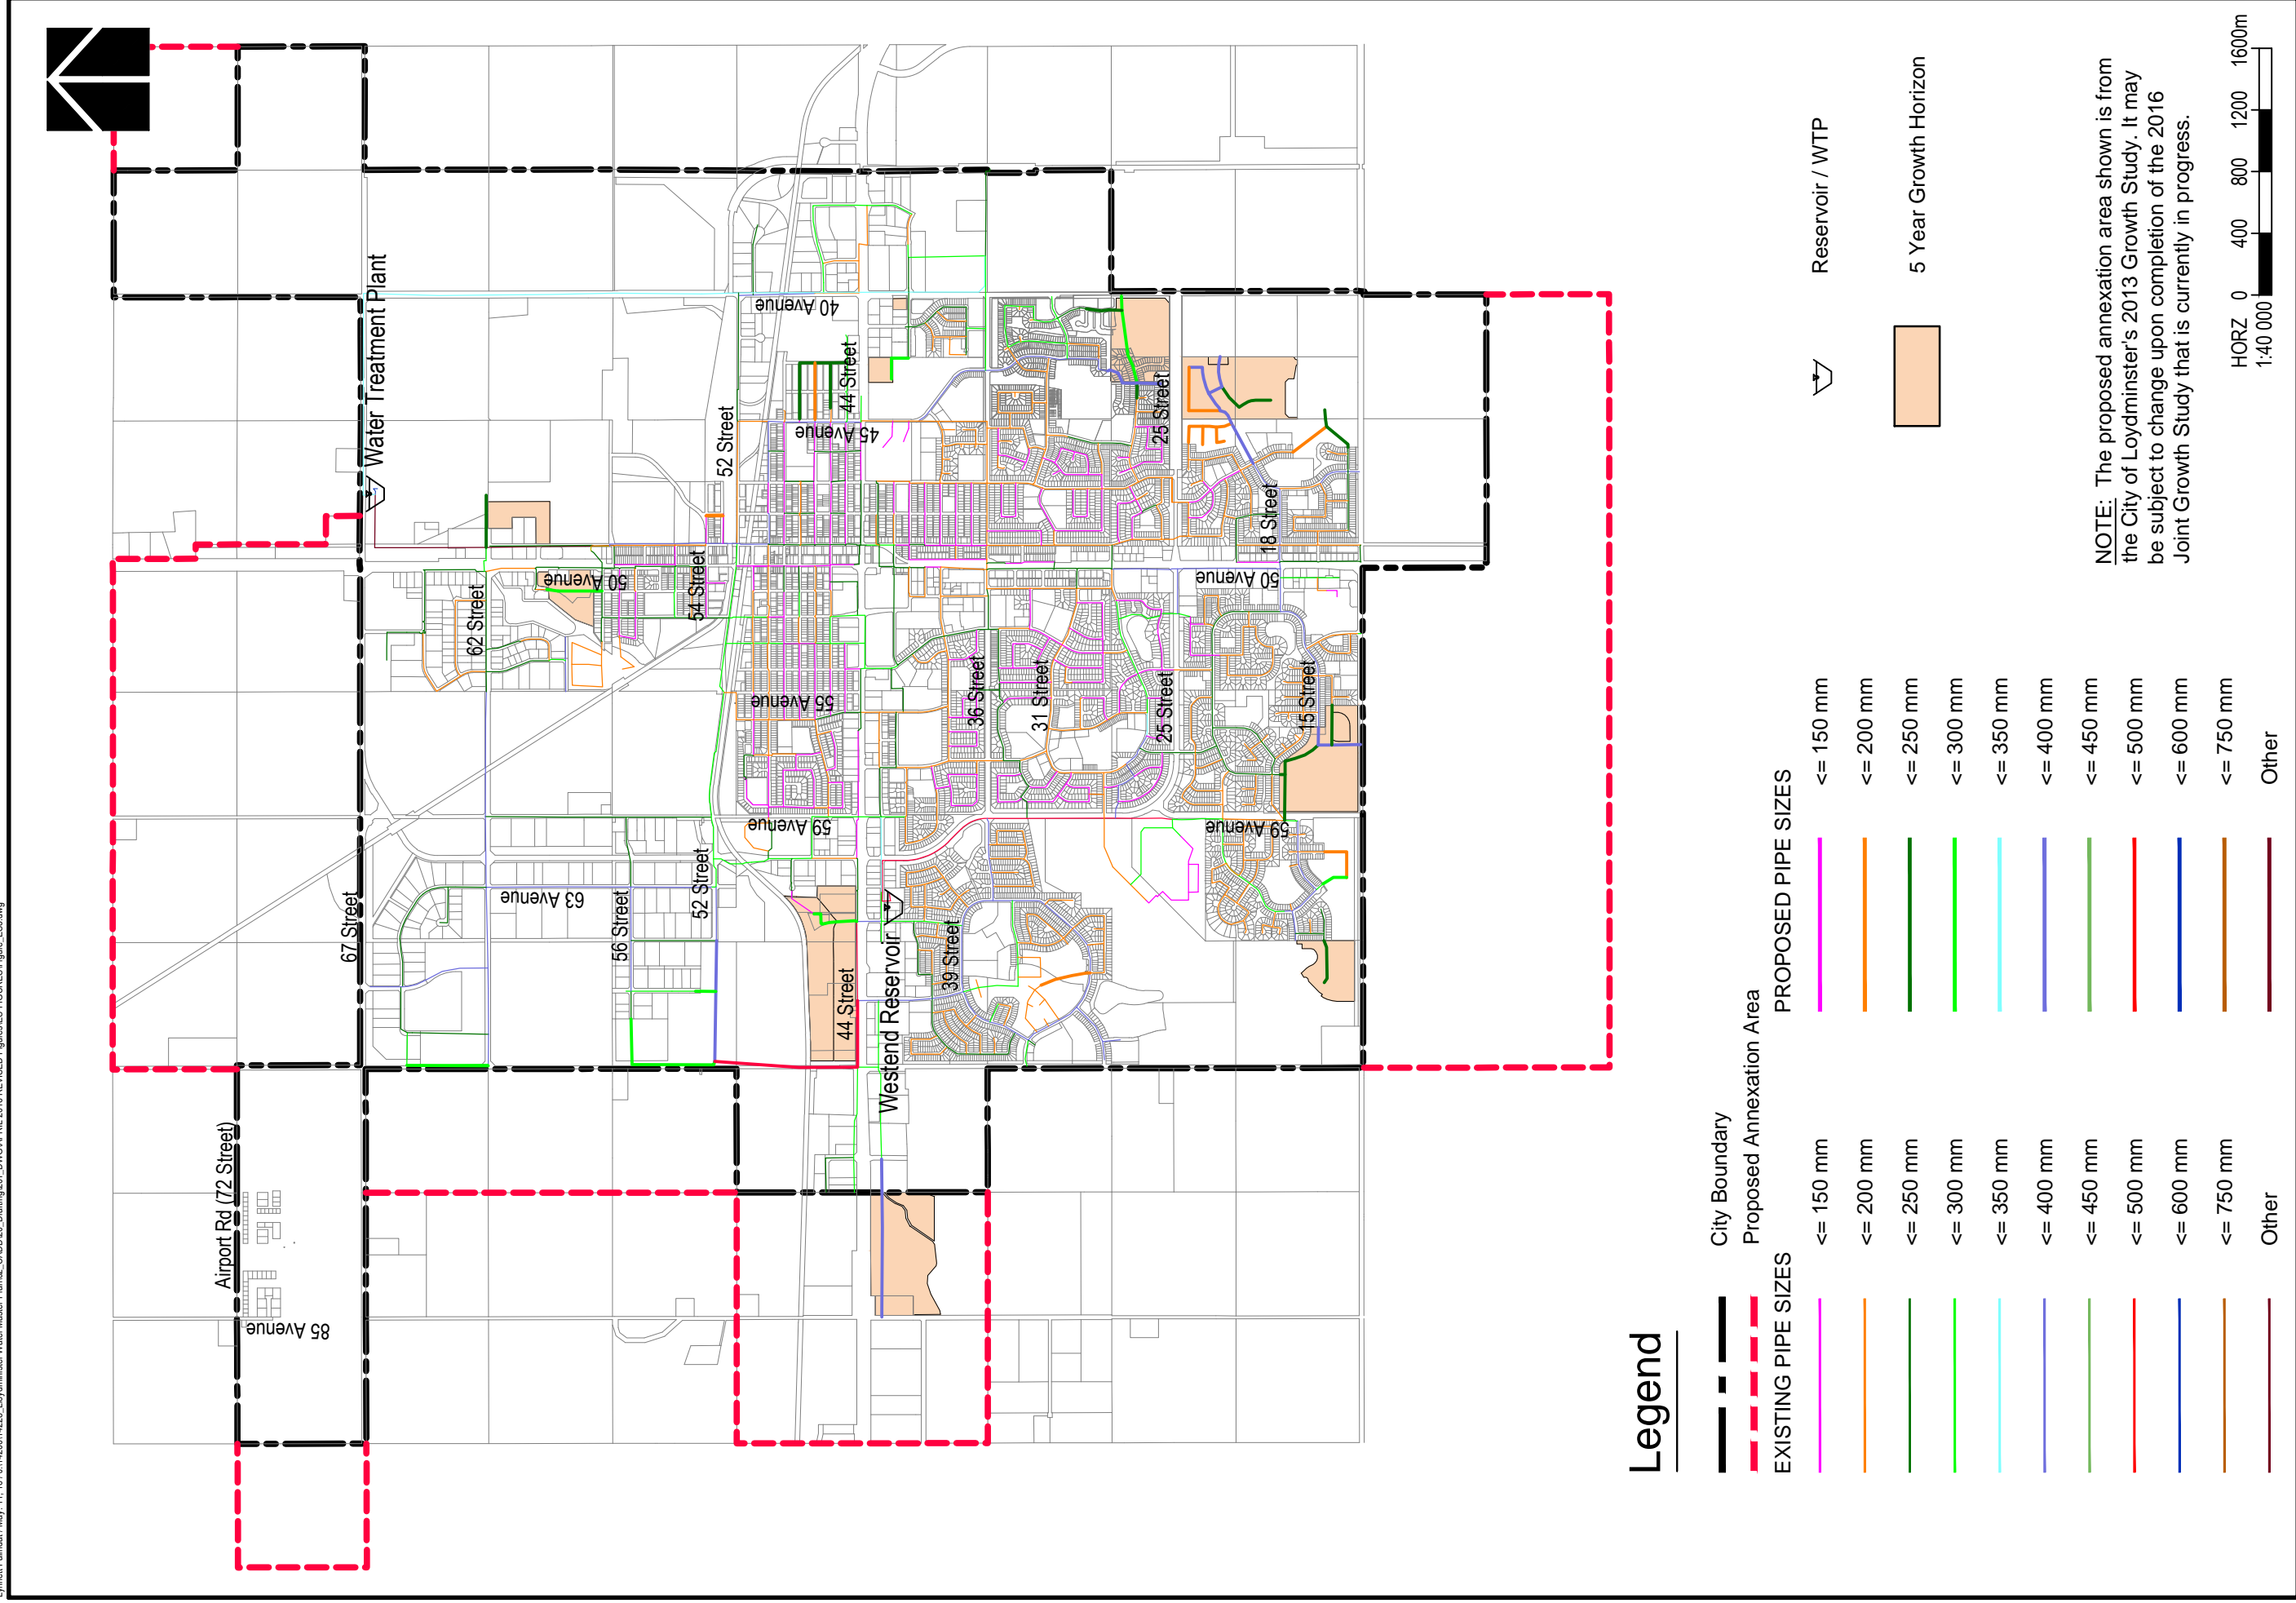 Water Treatment Plant
40 Avenue
44 Street
45 Avenue
52 Street
25 Street
18 Street
50 Avenue
54 Street
50 Avenue
62 Street
55 Avenue
36 Street
31 Street
25 Street
15 Street
59 Avenue
59 Avenue
67 Street
63 Avenue
56 Street
52 Street
44 Street
39 Street
Westend Reservoir
Airport Rd (72 Street)
85 Avenue
Legend
City Boundary
Proposed Annexation Area
EXISTING PIPE SIZES
<= 150 mm
<= 200 mm
<= 250 mm
<= 300 mm
<= 350 mm
<= 400 mm
<= 450 mm
<= 500 mm
<= 600 mm
<= 750 mm
Other
PROPOSED PIPE SIZES
<= 150 mm
<= 200 mm
<= 250 mm
<= 300 mm
<= 350 mm
<= 400 mm
<= 450 mm
<= 500 mm
<= 600 mm
<= 750 mm
Other
Reservoir / WTP
5 Year Growth Horizon
NOTE: The proposed annexation area shown is from
the City of Loydminster's 2013 Growth Study. It may
be subject to change upon completion of the 2016
Joint Growth Study that is currently in progress.
HORZ 0 400 800 1200 1600m
1:40 000